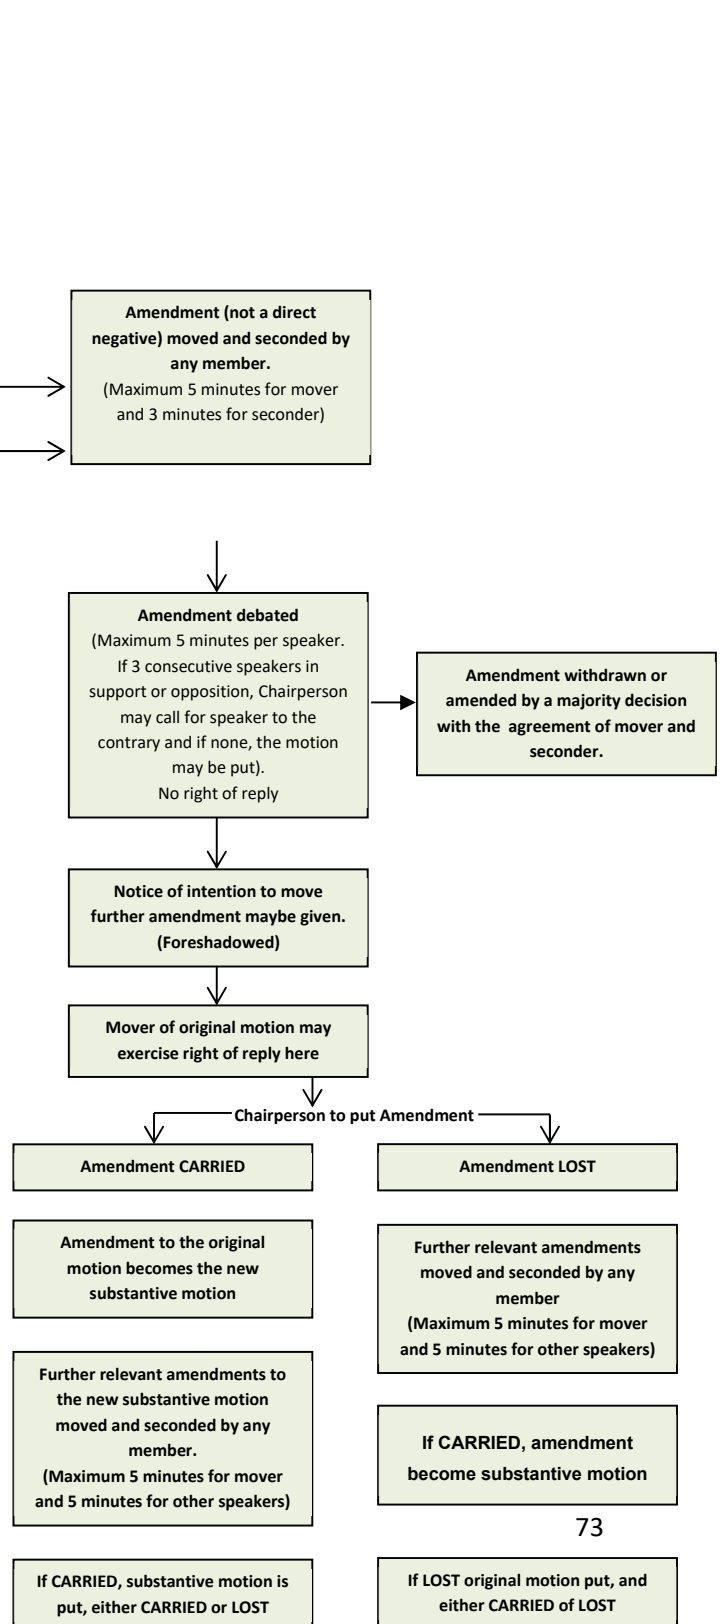 Amendment (not a direct
negative) moved and seconded by
any member.
(Maximum 5 minutes for mover
and 3 minutes for seconder)
Amendment debated
(Maximum 5 minutes per speaker.
If 3 consecutive speakers in
support or opposition, Chairperson
may call for speaker to the
contrary and if none, the motion
may be put).
No right of reply
Amendment withdrawn or
amended by a majority decision
with the agreement of mover and
seconder.
Notice of intention to move
further amendment maybe given.
(Foreshadowed)
Mover of original motion may
exercise right of reply here
Chairperson to put Amendment
Amendment CARRIED
Amendment to the original
motion becomes the new
substantive motion
Further relevant amendments to
the new substantive motion
moved and seconded by any
member.
(Maximum 5 minutes for mover
and 5 minutes for other speakers)
If CARRIED, substantive motion is
put, either CARRIED or LOST
Amendment LOST
Further relevant amendments
moved and seconded by any
member
(Maximum 5 minutes for mover
and 5 minutes for other speakers)
If CARRIED, amendment
become substantive motion
73
If LOST original motion put, and
either CARRIED of LOST